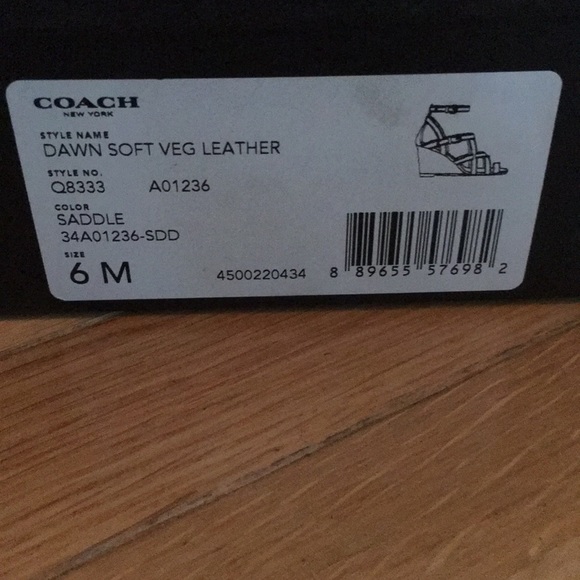 COACH
NEW YORK
STYLE NAME
DAWN SOFT VEG LEATHER
STYLE NO.
Q8333 A01236
COLOR
SADDLE
34A01236-SDD
SIZE
6 M
4500220434
8 89655 57698 2